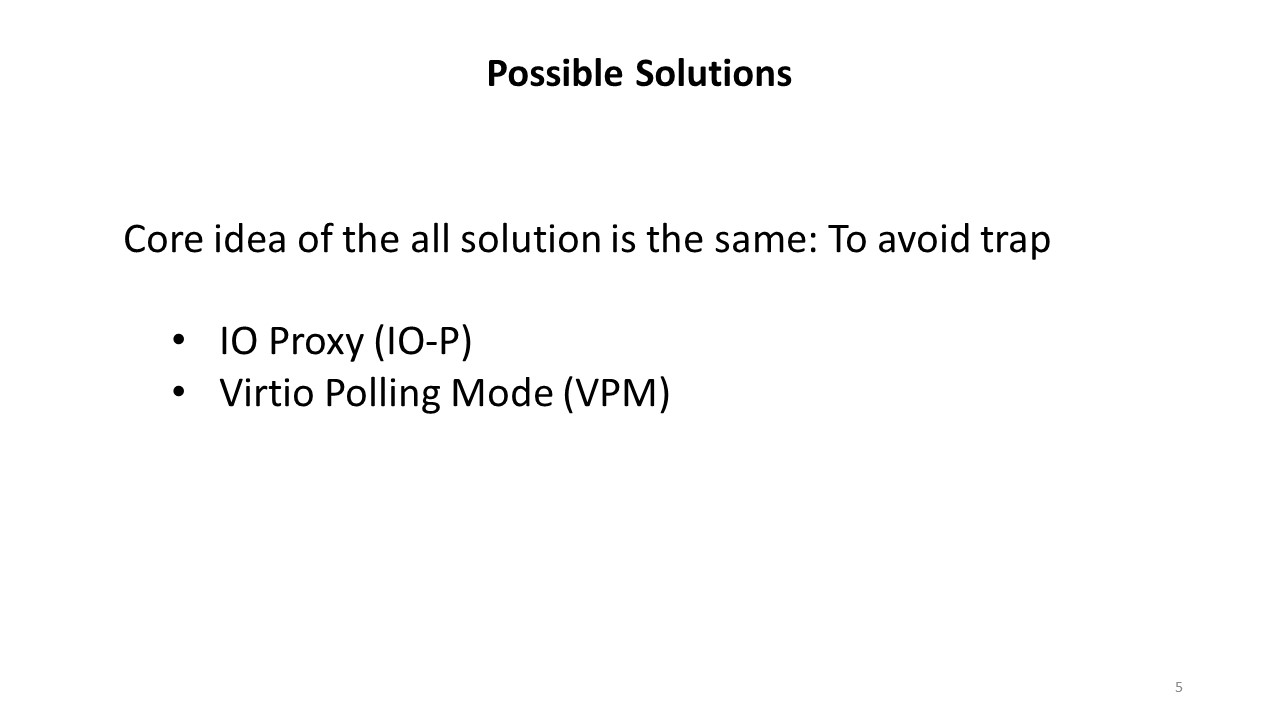 Possible Solutions
Core idea of the all solution is the same: To avoid trap
• IO Proxy (IO-P)
• Virtio Polling Mode (VPM)
5